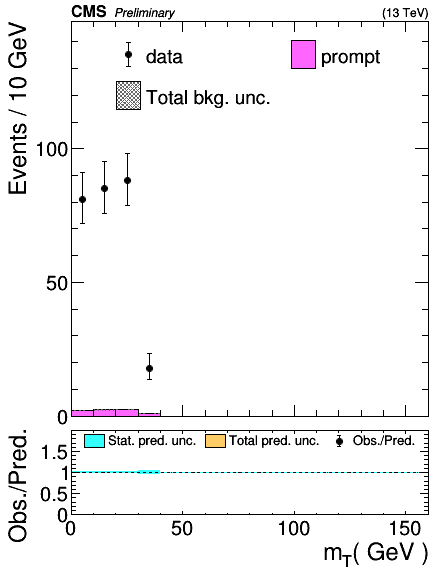 CMS Preliminary (13 TeV)
Events / 10 GeV
data prompt
Total bkg. unc.
100
50
0
Obs./Pred.
Stat. pred. unc. Total pred. unc. Obs./Pred.
1.5
1
0.5
0
0 50 100 150
m_T( GeV )